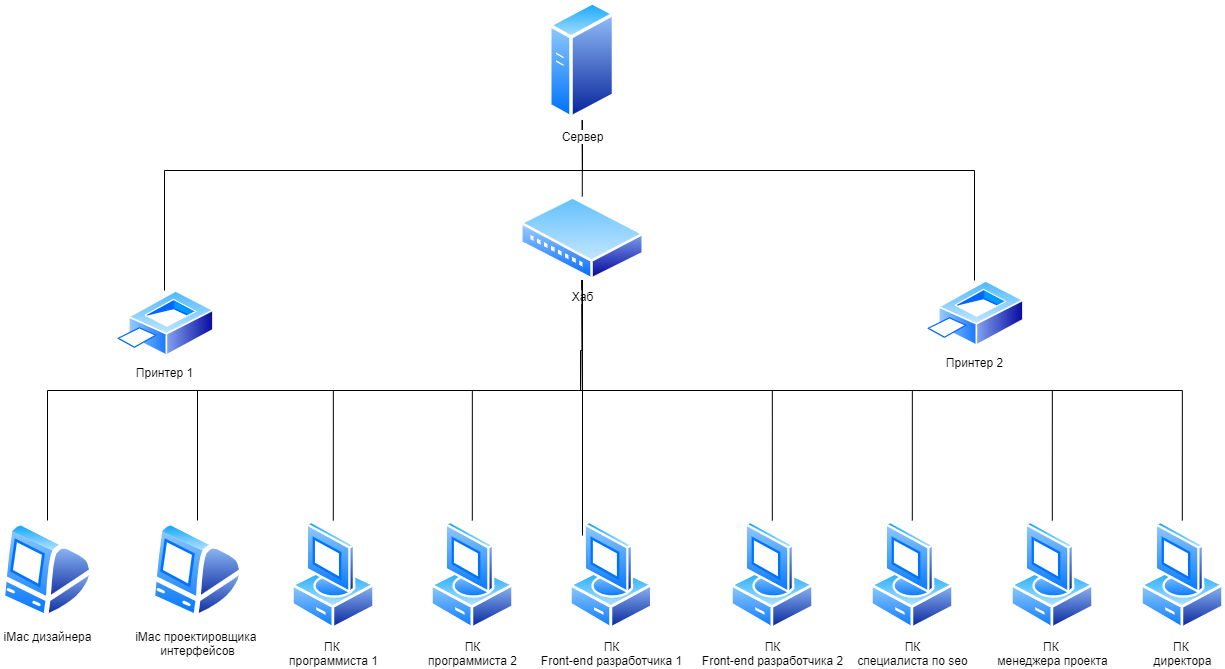 Сервер
Хаб
Принтер 1
Принтер 2
iMac дизайнера
iMac проектировщика
интерфейсов
ПК
программиста 1
ПК
программиста 2
ПК
Front-end разработчика 1
ПК
Front-end разработчика 2
ПК
специалиста по seo
ПК
менеджера проекта
ПК
директора